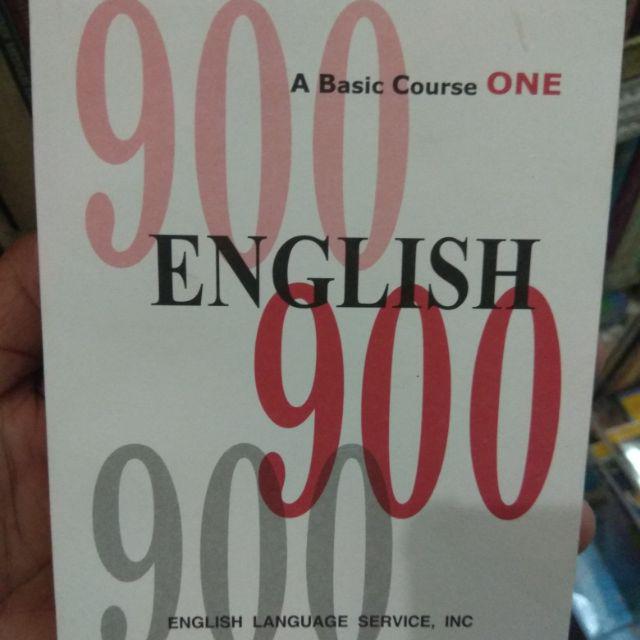 900
A Basic Course ONE
ENGLISH
900
900
ENGLISH LANGUAGE SERVICE, INC